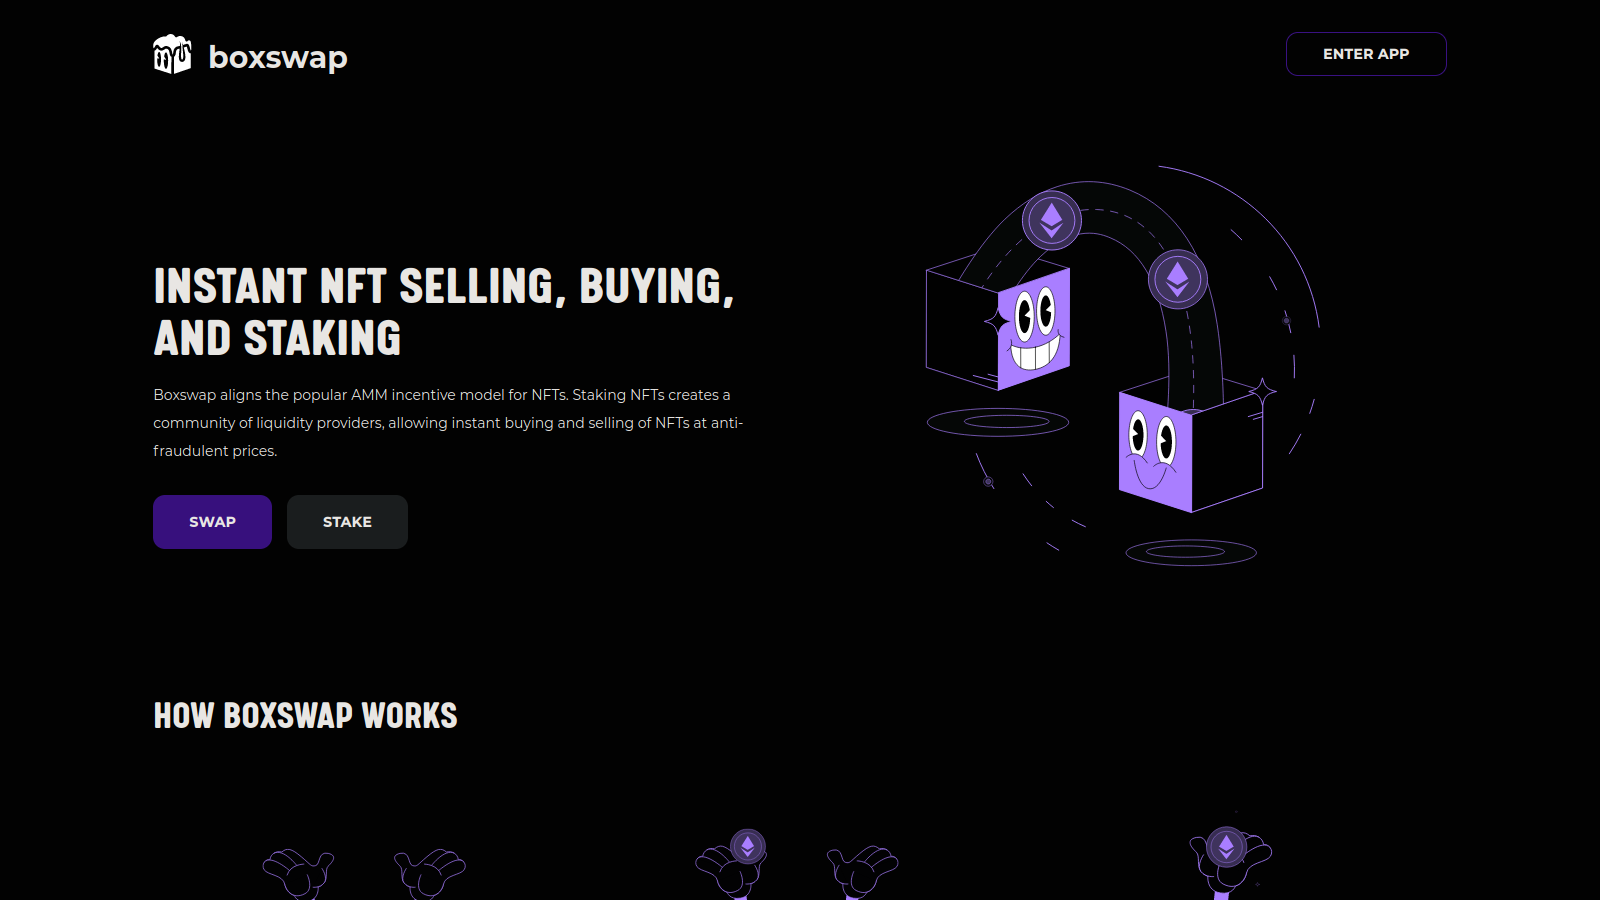 boxswap
ENTER APP
INSTANT NFT SELLING, BUYING,
AND STAKING
Boxswap aligns the popular AMM incentive model for NFTs. Staking NFTs creates a
community of liquidity providers, allowing instant buying and selling of NFTs at anti-
fraudulent prices.
SWAP
STAKE
HOW BOXSWAP WORKS